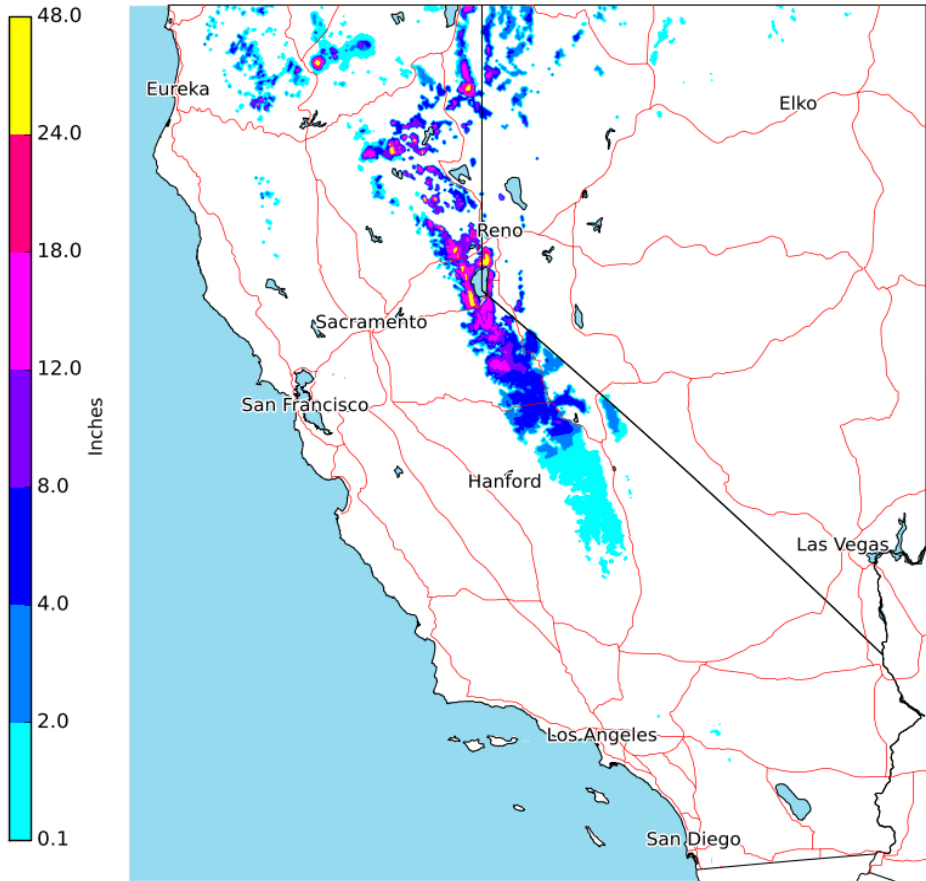 48.0
24.0
18.0
12.0
8.0
4.0
2.0
0.1
Inches
Eureka
Elko
Reno
Sacramento
San Francisco
Hanford
Las Vegas
Los Angeles
San Diego